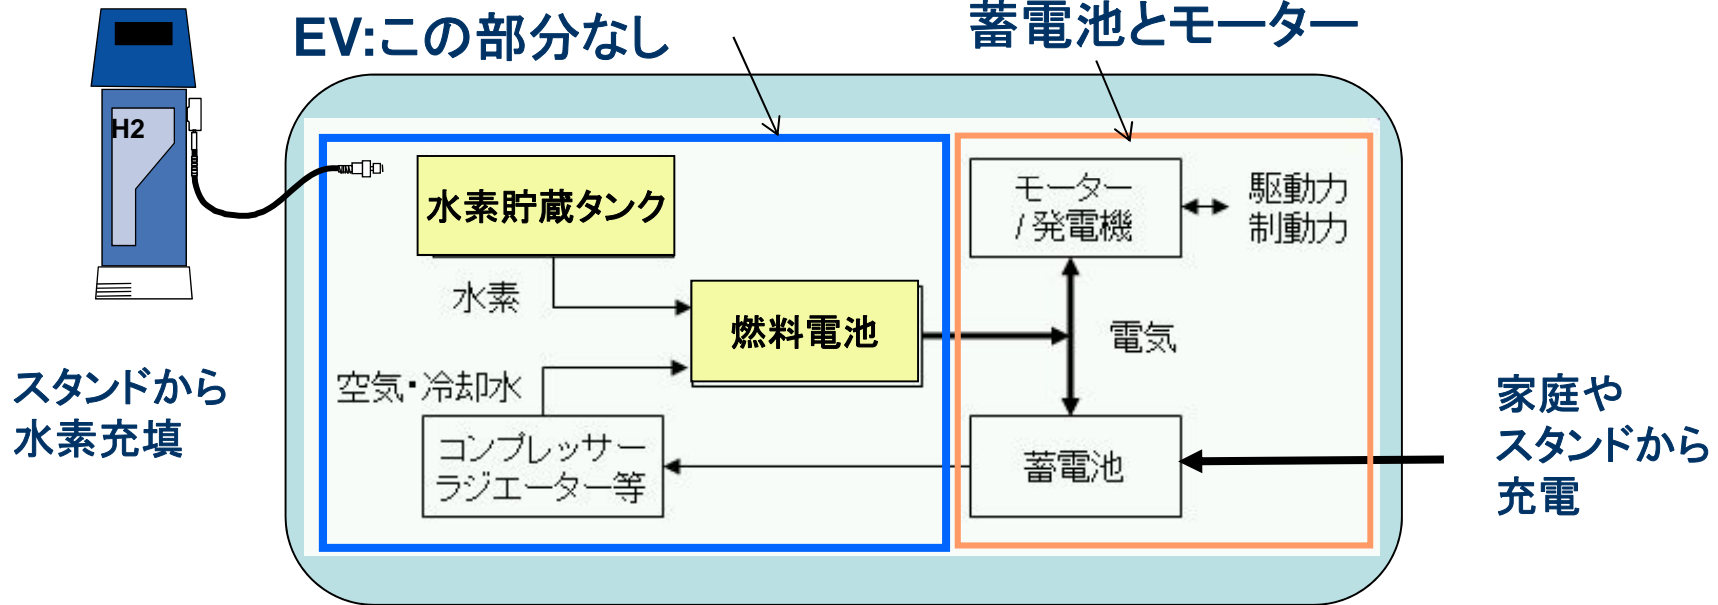 EV:この部分なし
蓄電池とモーター
H2
水素貯蔵タンク
モーター
/発電機
駆動力
制動力
水素
燃料電池
電気
空気・冷却水
スタンドから
水素充填
コンプレッサー
ラジエーター等
蓄電池
家庭や
スタンドから
充電